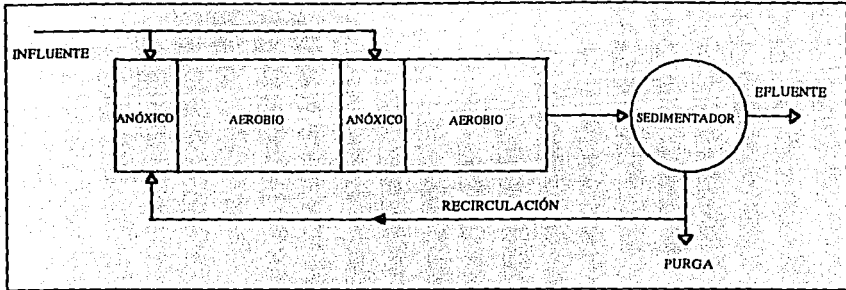 INFLUENTE
ANÓXICO
AEROBIO
ANÓXICO
AEROBIO
SEDIMENTADOR
EFLUENTE
RECIRCULACIÓN
PURGA